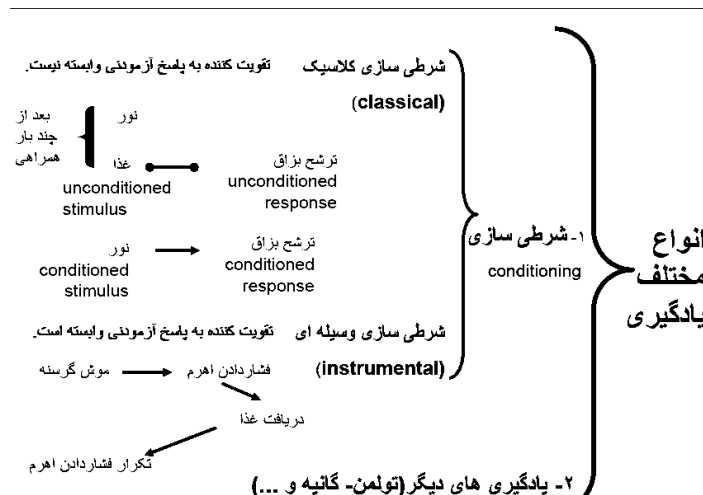 انواع
مختلف
یادگیری
۱- شرطی سازی
conditioning
شرطی سازی کلاسیک
(classical)
تقویت کننده به پاسخ آزمودنی وابسته نیست.
نور
بعد از
چند بار
همراهی
غذا
unconditioned
stimulus
ترشح بزاق
unconditioned
response
نور
conditioned
stimulus
ترشح بزاق
conditioned
response
شرطی سازی وسیله ای
(instrumental)
تقویت کننده به پاسخ آزمودنی وابسته است.
موش گرسنه
فشاردادن اهرم
دریافت غذا
تکرار فشاردادن اهرم
۲- یادگیری های دیگر(تولمن- گانیه و ...)